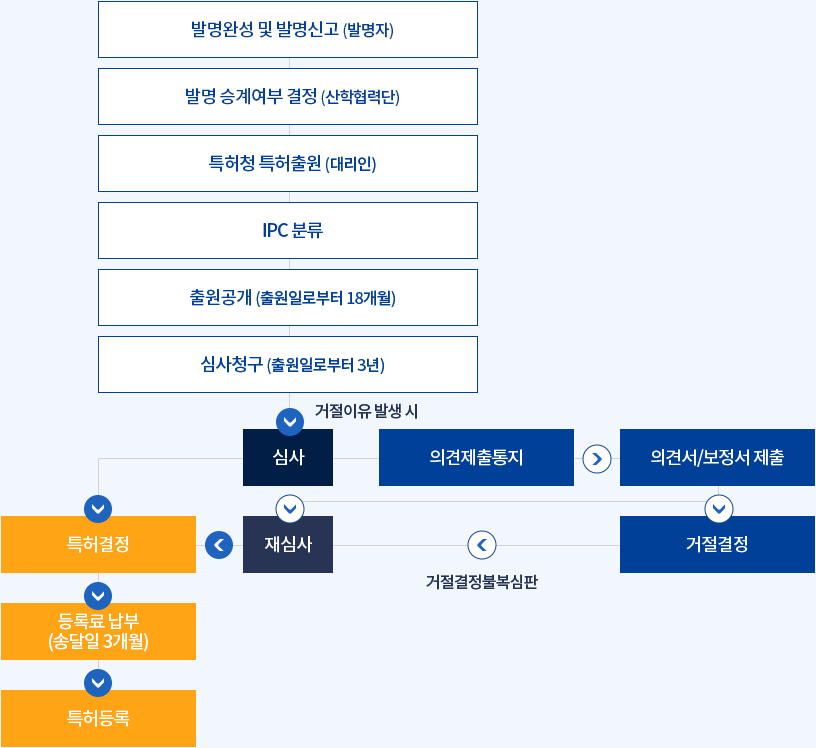 발명완성 및 발명신고 (발명자)
발명 승계여부 결정 (산학협력단)
특허청 특허출원 (대리인)
IPC 분류
출원공개 (출원일로부터 18개월)
심사청구 (출원일로부터 3년)
거절이유 발생 시
심사
의견제출통지
의견서/보정서 제출
특허결정
재심사
거절결정
거절결정불복심판
등록료 납부
(송달일 3개월)
특허등록